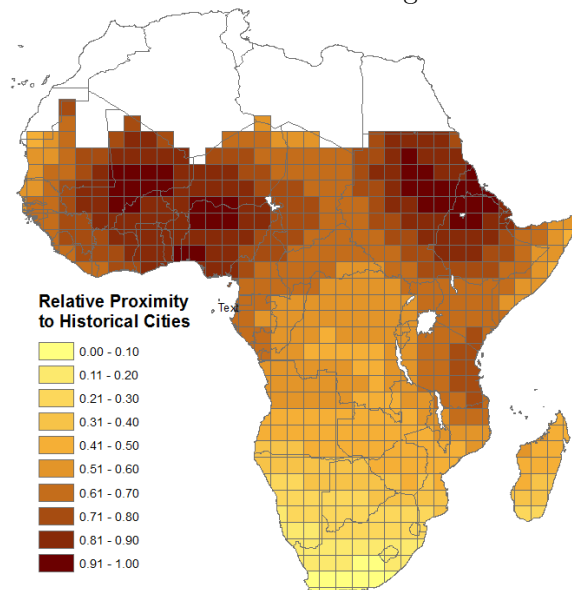 Relative Proximity
to Historical Cities
Text
0.00 - 0.10
0.11 - 0.20
0.21 - 0.30
0.31 - 0.40
0.41 - 0.50
0.51 - 0.60
0.61 - 0.70
0.71 - 0.80
0.81 - 0.90
0.91 - 1.00